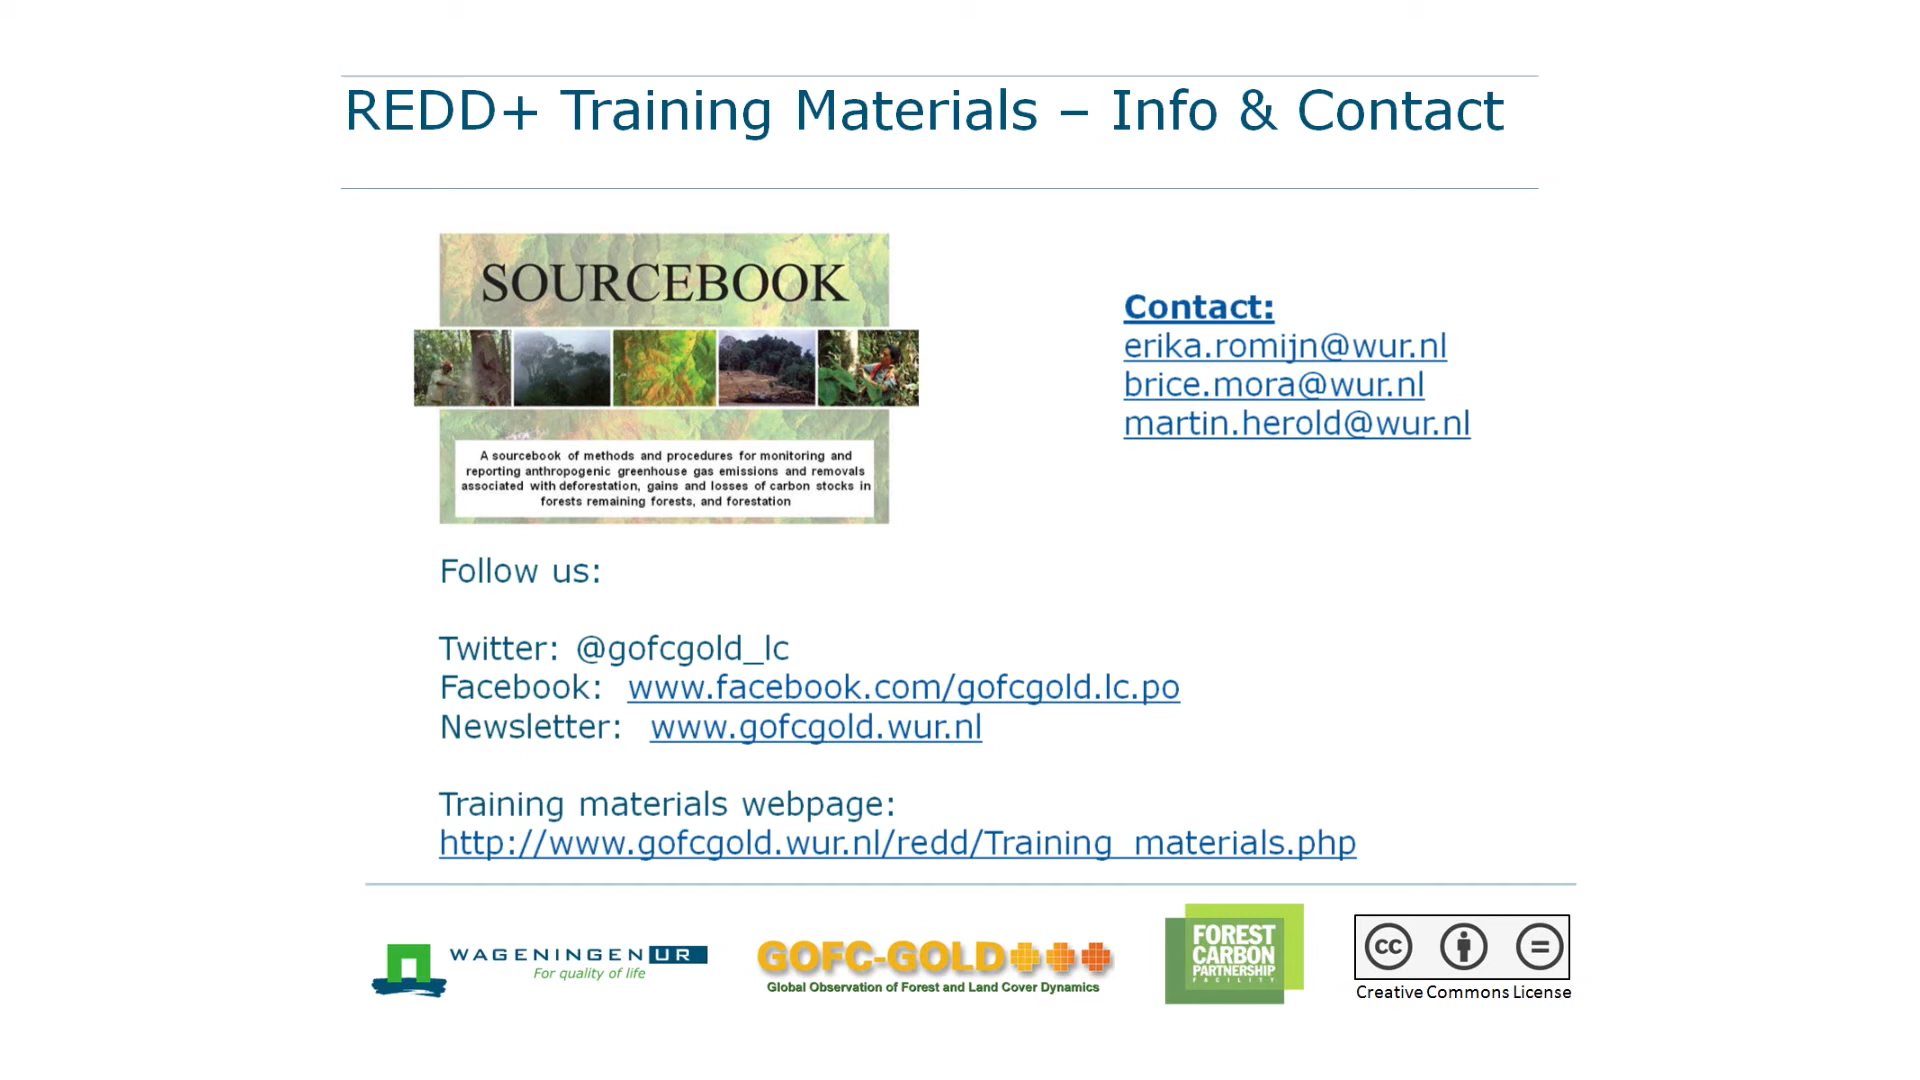 REDD+ Training Materials – Info & Contact
SOURCEBOOK
A sourcebook of methods and procedures for monitoring and
reporting anthropogenic greenhouse gas emissions and removals
associated with deforestation, gains and losses of carbon stocks in
forests remaining forests, and forestation
Contact:
erika.romijn@wur.nl
brice.mora@wur.nl
martin.herold@wur.nl
Follow us:
Twitter: @gofcgold_lc
Facebook: www.facebook.com/gofcgold.lc.po
Newsletter: www.gofcgold.wur.nl
Training materials webpage:
http://www.gofcgold.wur.nl/redd/Training_materials.php
WAGENINGEN UR
For quality of life
GOFC-GOLD
Global Observation of Forest and Land Cover Dynamics
FOREST
CARBON
PARTNERSHIP
FACILITY
cc
Creative Commons License